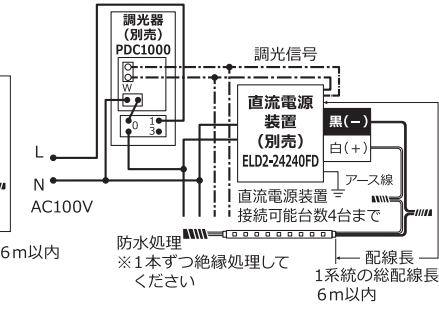 調光器
(別売)
PDC1000
W
0 1
3
調光信号
直流電源
装置
(別売)
ELD2-24240FD
黒(−)
白(+)
アース線
L
N
AC100V
直流電源装置
接続可能台数4台まで
6m以内
防水処理
※1本ずつ絶縁処理して
ください
配線長
1系統の総配線長
6m以内